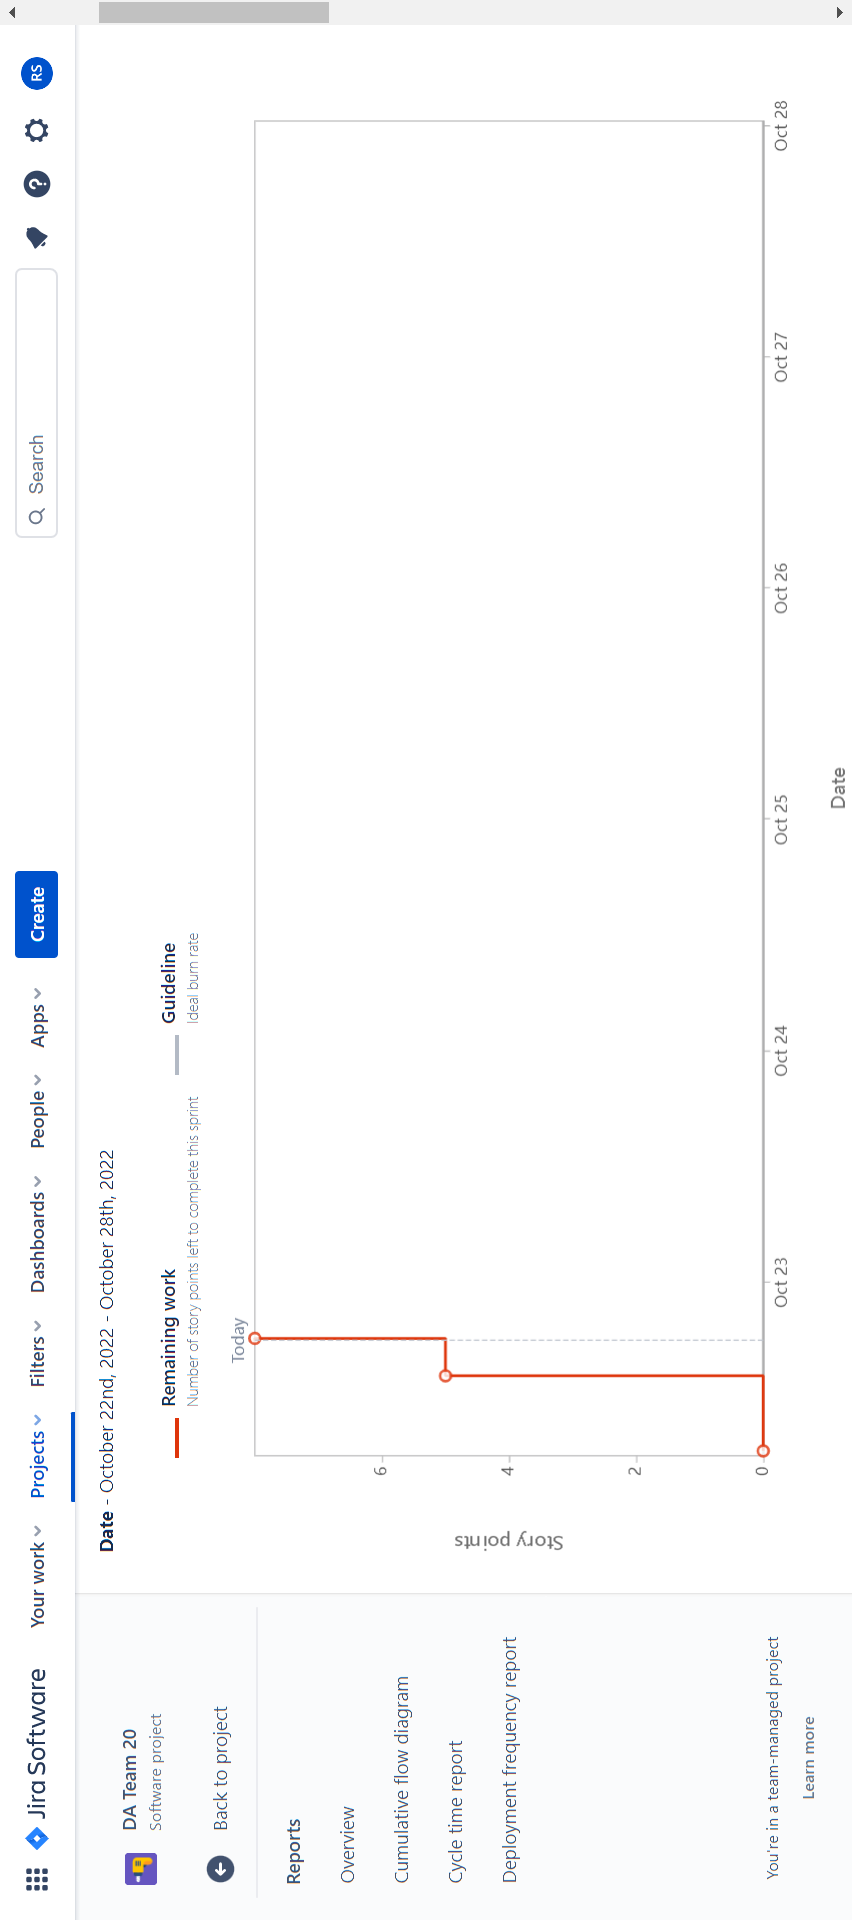 Jira Software
Your work
Projects
Filters
Dashboards
People
Apps
Create
Search
RS
DA Team 20
Software project
Back to project
Reports
Overview
Cumulative flow diagram
Cycle time report
Deployment frequency report
You're in a team-managed project
Learn more
Date - October 22nd, 2022 - October 28th, 2022
Remaining work
Number of story points left to complete this sprint
Guideline
Ideal burn rate
Today
Story points
6
4
2
0
Oct 23
Oct 24
Oct 25
Oct 26
Oct 27
Oct 28
Date